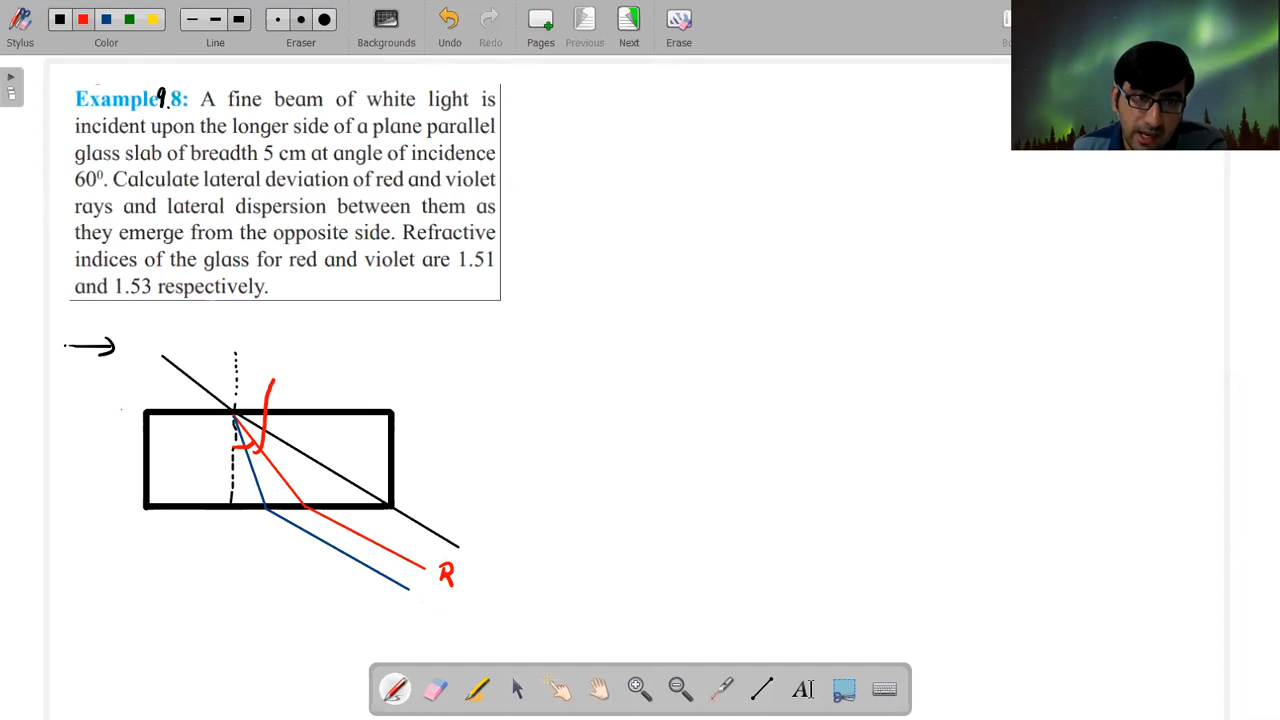 Stylus
Color
Line
Eraser
Backgrounds
Undo
Redo
Pages
Previous
Next
Erase
Example 9.8: A fine beam of white light is
incident upon the longer side of a plane parallel
glass slab of breadth 5 cm at angle of incidence
60⁰. Calculate lateral deviation of red and violet
rays and lateral dispersion between them as
they emerge from the opposite side. Refractive
indices of the glass for red and violet are 1.51
and 1.53 respectively.
R